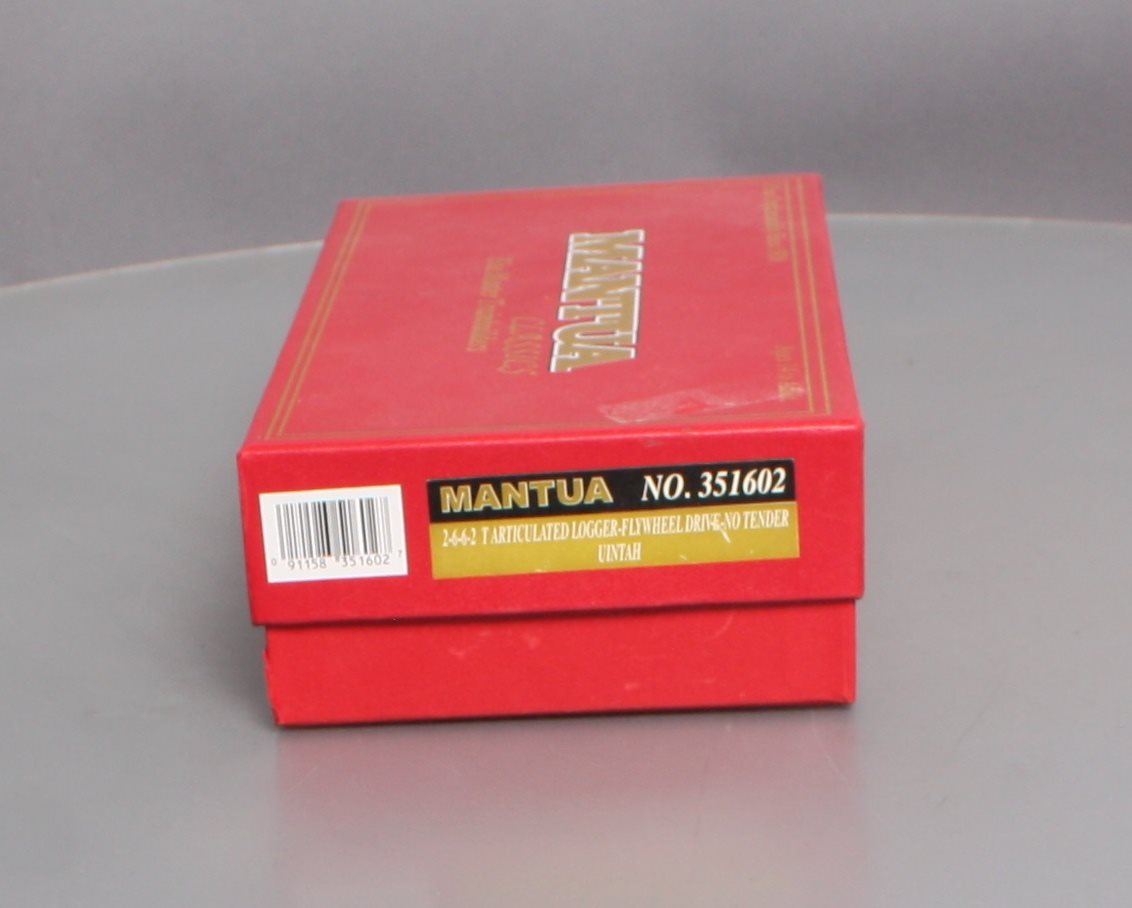 MANTUA
CLASSICS
MANTUA NO. 351602
2-6-6-2 T ARTICULATED LOGGER-FLYWHEEL DRIVE-NO TENDER
UINTAH
0 91158 351602 7